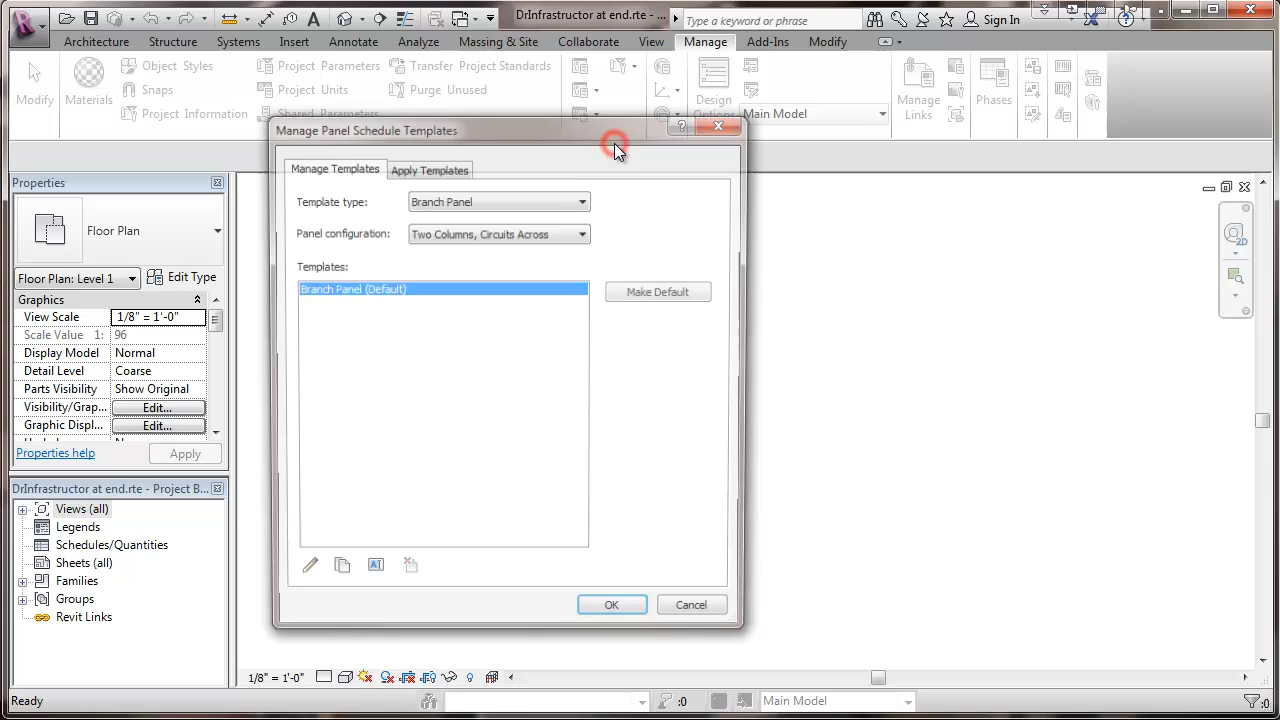 DrInfrastructor at end.rte - ...
Type a keyword or phrase
Sign In
Architecture Structure Systems Insert Annotate Analyze Massing & Site Collaborate View Manage Add-Ins Modify
Modify
Materials
Object Styles
Snaps
Project Information
Project Parameters
Project Units
Shared Parameters
Transfer Project Standards
Purge Unused
Design
Options
Main Model
Manage
Links
Phases
Manage Panel Schedule Templates
Manage Templates
Apply Templates
Template type: Branch Panel
Panel configuration: Two Columns, Circuits Across
Templates:
Branch Panel (Default)
Make Default
OK
Cancel
Properties
Floor Plan
Floor Plan: Level 1
Edit Type
Graphics
View Scale 1/8" = 1'-0"
Scale Value 1: 96
Display Model Normal
Detail Level Coarse
Parts Visibility Show Original
Visibility/Grap... Edit...
Graphic Displ... Edit...
Properties help
Apply
DrInfrastructor at end.rte - Project B...
Views (all)
Legends
Schedules/Quantities
Sheets (all)
Families
Groups
Revit Links
2D
1/8" = 1'-0"
Ready
:0
Main Model
:0